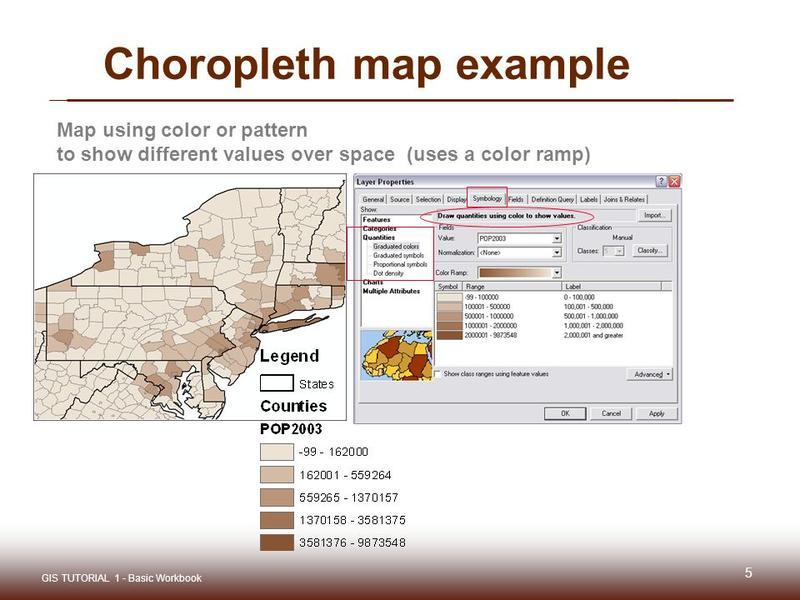 Choropleth map example
Map using color or pattern
to show different values over space (uses a color ramp)
Legend
States
Counties
POP2003
-99 - 162000
162001 - 559264
559265 - 1370157
1370158 - 3581375
3581376 - 9873548
Layer Properties
General Source Selection Display Symbology Fields Definition Query Labels Joins & Relates
Show:
Features
Categories
Quantities
Graduated colors
Graduated symbols
Proportional symbols
Dot density
Charts
Multiple Attributes
Draw quantities using color to show values.
Import...
Fields
Value: POP2003
Normalization: <None>
Classification
Manual
Classes: 5 Classify...
Color Ramp:
Symbol Range Label
-99 - 100000 0 - 100,000
100001 - 500000 100,001 - 500,000
500001 - 1000000 500,001 - 1,000,000
1000001 - 2000000 1,000,001 - 2,000,000
2000001 - 9873548 2,000,001 and greater
Show class ranges using feature values
Advanced
OK Cancel Apply
GIS TUTORIAL 1 - Basic Workbook
5